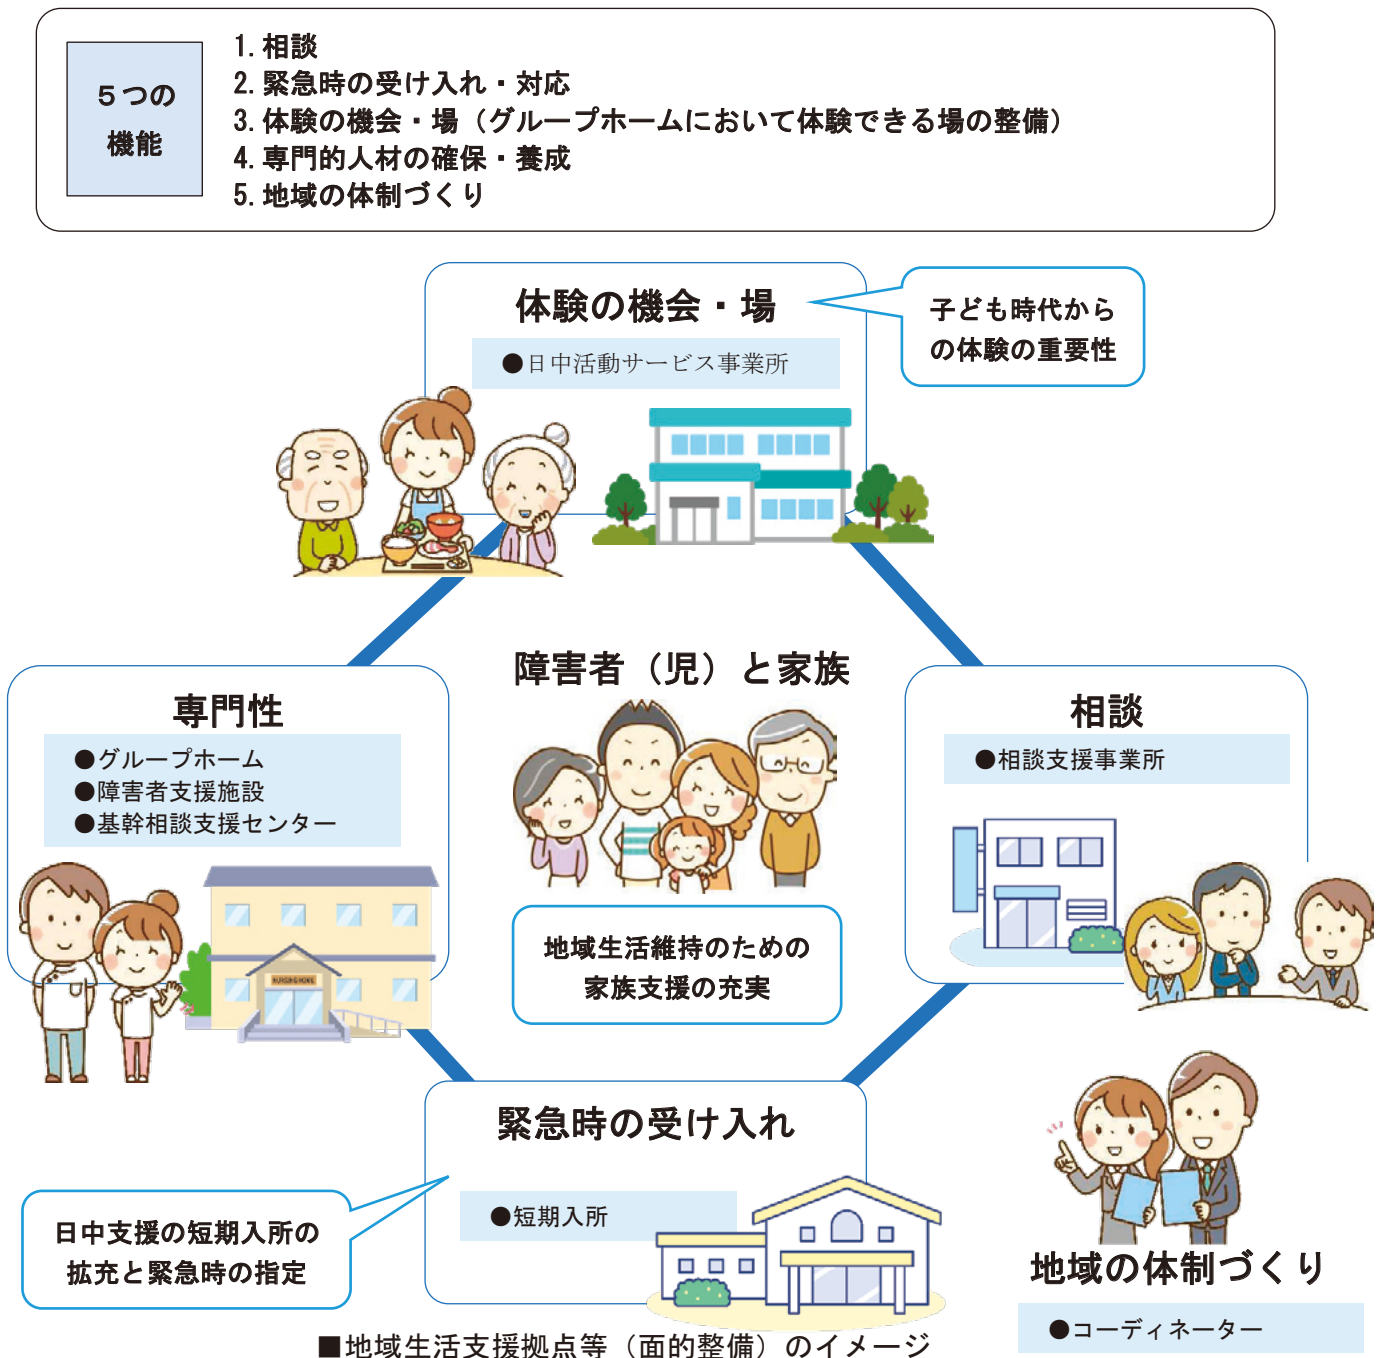 5つの
機能
1. 相談
2. 緊急時の受け入れ・対応
3. 体験の機会・場（グループホームにおいて体験できる場の整備）
4. 専門的人材の確保・養成
5. 地域の体制づくり
体験の機会・場
●日中活動サービス事業所
子ども時代から
の体験の重要性
障害者（児）と家族
地域生活維持のための
家族支援の充実
専門性
●グループホーム
●障害者支援施設
●基幹相談支援センター
NURSING HOME
相談
●相談支援事業所
緊急時の受け入れ
●短期入所
日中支援の短期入所の
拡充と緊急時の指定
地域の体制づくり
●コーディネーター
■地域生活支援拠点等（面的整備）のイメージ